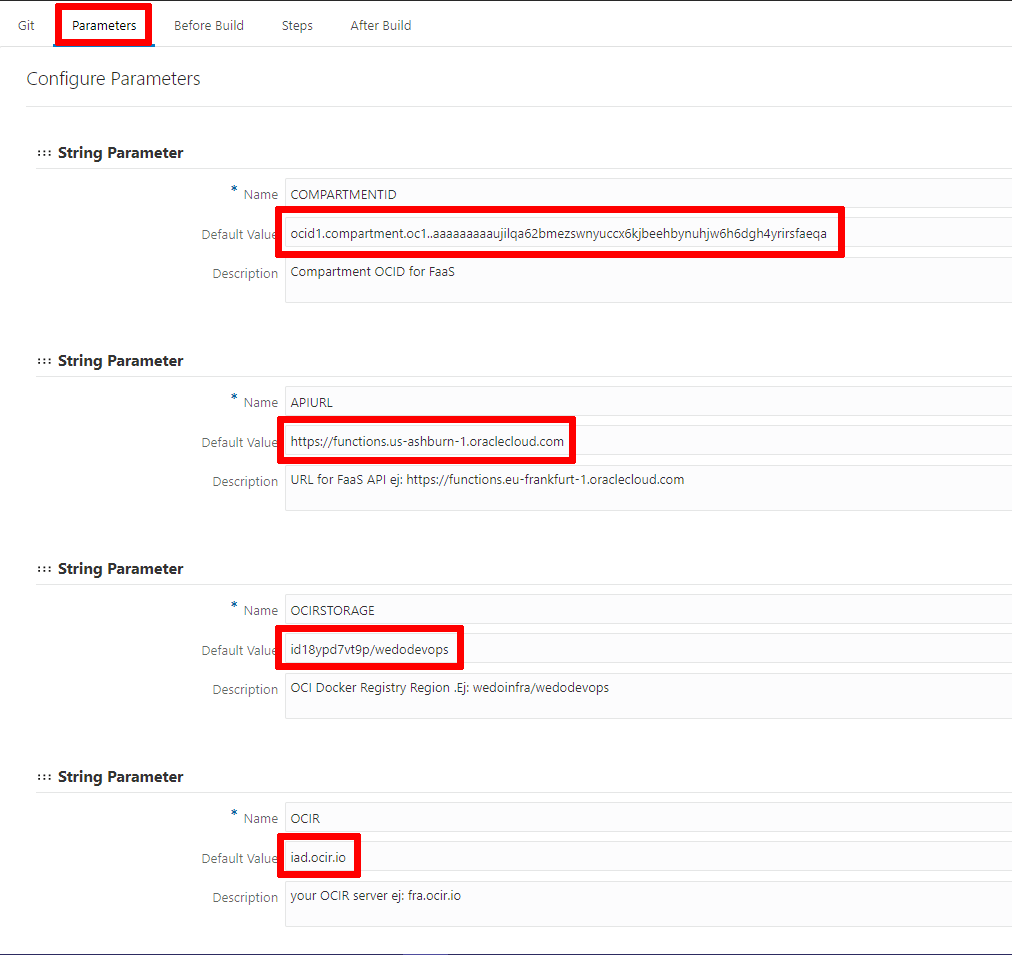 Git Parameters Before Build Steps After Build
Configure Parameters
String Parameter
* Name COMPARTMENTID
Default Value ocid1.compartment.oc1..aaaaaaaaaujilqa62bmezswnyuccx6kjbeehbynuhjw6h6dgh4yrirsfaeqa
Description Compartment OCID for FaaS
String Parameter
* Name APIURL
Default Value https://functions.us-ashburn-1.oraclecloud.com
Description URL for FaaS API ej: https://functions.eu-frankfurt-1.oraclecloud.com
String Parameter
* Name OCIRSTORAGE
Default Value id18ypd7vt9p/wedodevops
Description OCI Docker Registry Region .Ej: wedoinfra/wedodevops
String Parameter
* Name OCIR
Default Value iad.ocir.io
Description your OCIR server ej: fra.ocir.io